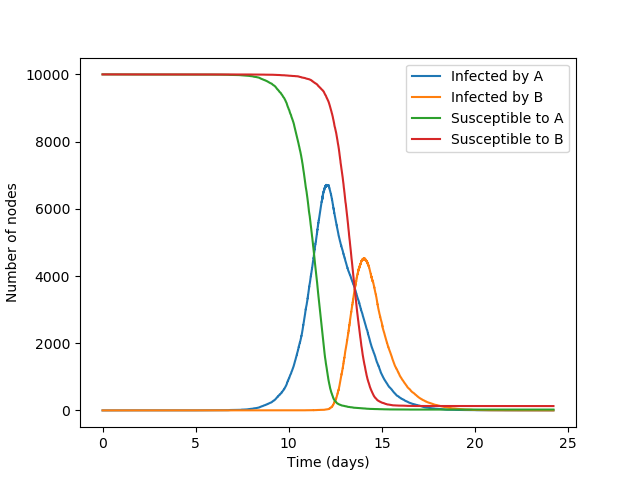 Infected by A
Infected by B
Susceptible to A
Susceptible to B
Number of nodes
10000
8000
6000
4000
2000
0
0 5 10 15 20 25
Time (days)